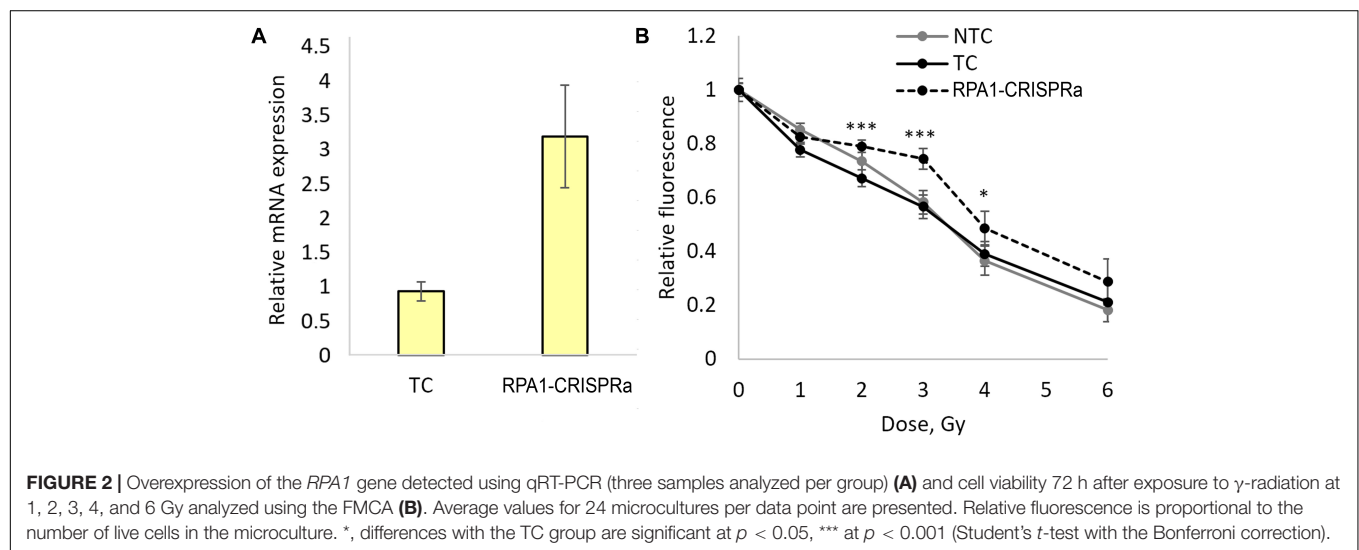 A
Relative mRNA expression
4.5
4
3.5
3
2.5
2
1.5
1
0.5
0
TC RPA1-CRISPRa
B
Relative fluorescence
1.2
1
0.8
0.6
0.4
0.2
0
NTC
TC
RPA1-CRISPRa
***
***
*
0 1 2 3 4 5 6
Dose, Gy
FIGURE 2 | Overexpression of the RPA1 gene detected using qRT-PCR (three samples analyzed per group) (A) and cell viability 72 h after exposure to γ-radiation at
1, 2, 3, 4, and 6 Gy analyzed using the FMCA (B). Average values for 24 microcultures per data point are presented. Relative fluorescence is proportional to the
number of live cells in the microculture. *, differences with the TC group are significant at p < 0.05, *** at p < 0.001 (Student's t-test with the Bonferroni correction).